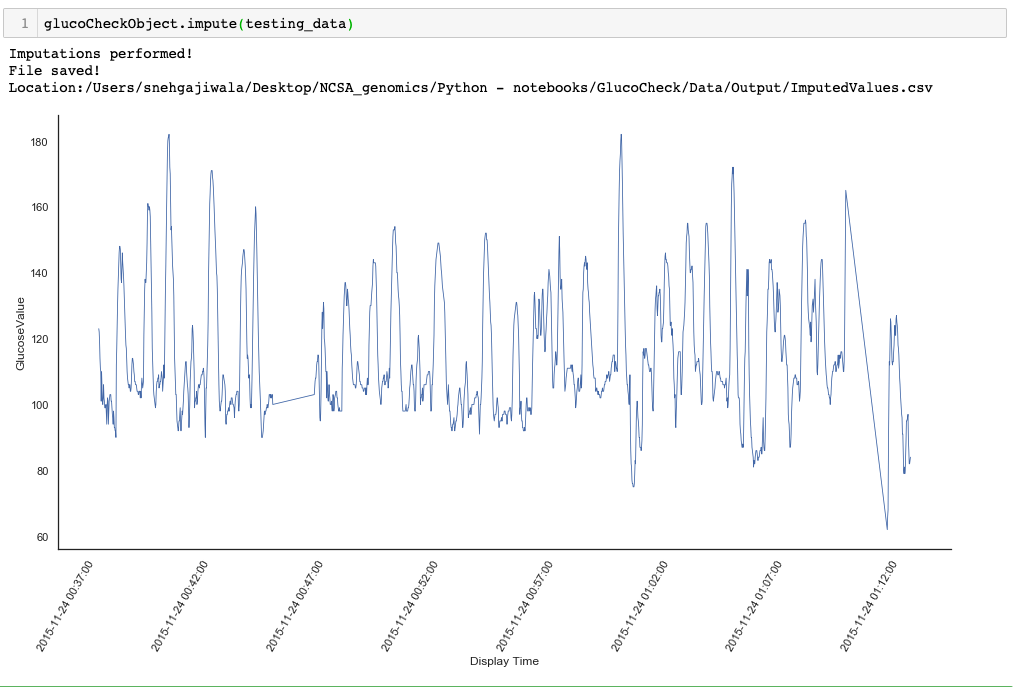 1 glucoCheckObject.impute(testing_data)
Imputations performed!
File saved!
Location:/Users/snehgajiwala/Desktop/NCSA_genomics/Python - notebooks/GlucoCheck/Data/Output/ImputedValues.csv
180
160
140
120
100
80
60
GlucoseValue
2015-11-24 00:37:00
2015-11-24 00:42:00
2015-11-24 00:47:00
2015-11-24 00:52:00
2015-11-24 00:57:00
2015-11-24 01:02:00
2015-11-24 01:07:00
2015-11-24 01:12:00
Display Time